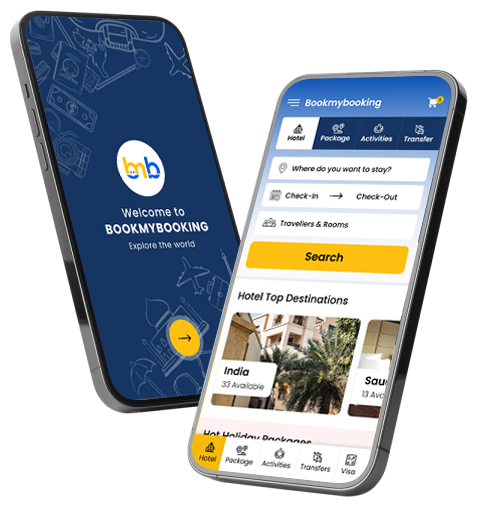 bmb
Welcome to
BOOKMYBOOKING
Explore the world
Bookmybooking
Hotel
Package
Activities
Transfer
Where do you want to stay?
Check-In
Check-Out
Travellers & Rooms
Search
Hotel Top Destinations
India
33 Available
Sau
13 Ava
Hot Holiday Packages
Hotel
Package
Activities
Transfers
Visa